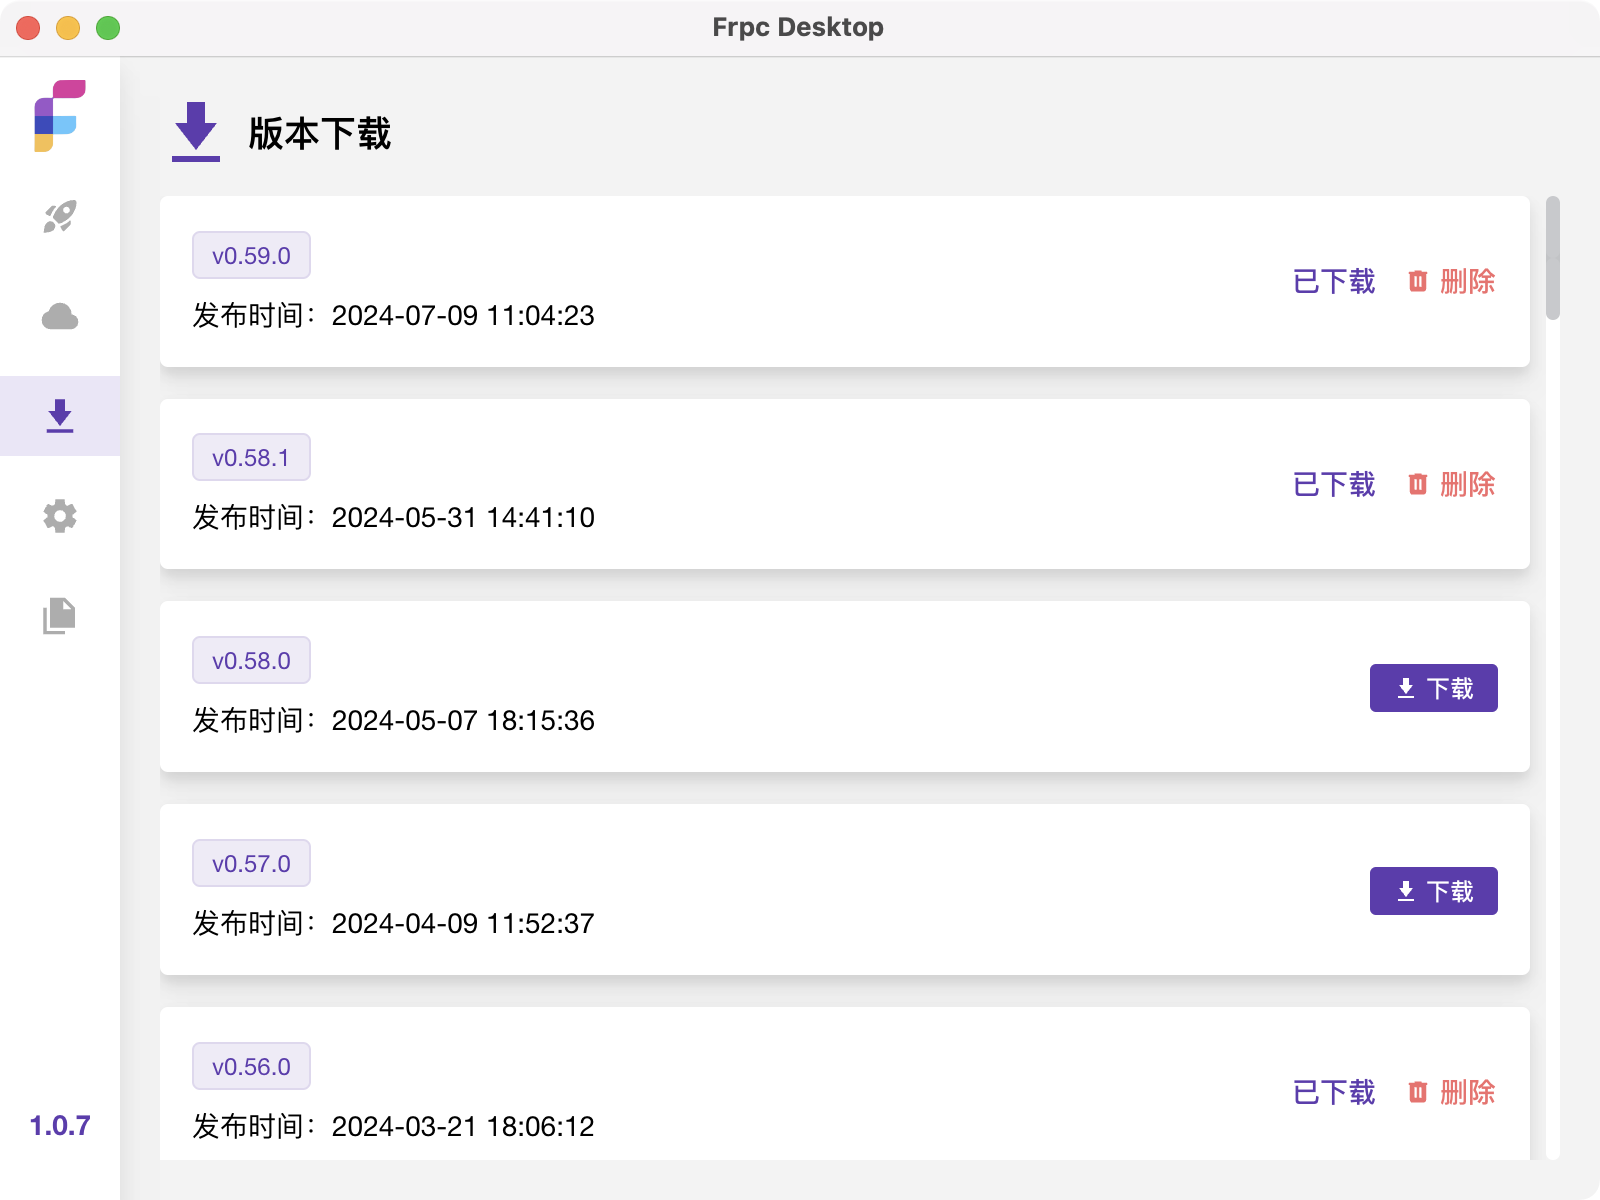 Frpc Desktop
版本下载
v0.59.0
发布时间：2024-07-09 11:04:23
已下载 删除
v0.58.1
发布时间：2024-05-31 14:41:10
已下载 删除
v0.58.0
发布时间：2024-05-07 18:15:36
下载
v0.57.0
发布时间：2024-04-09 11:52:37
下载
v0.56.0
发布时间：2024-03-21 18:06:12
已下载 删除
1.0.7